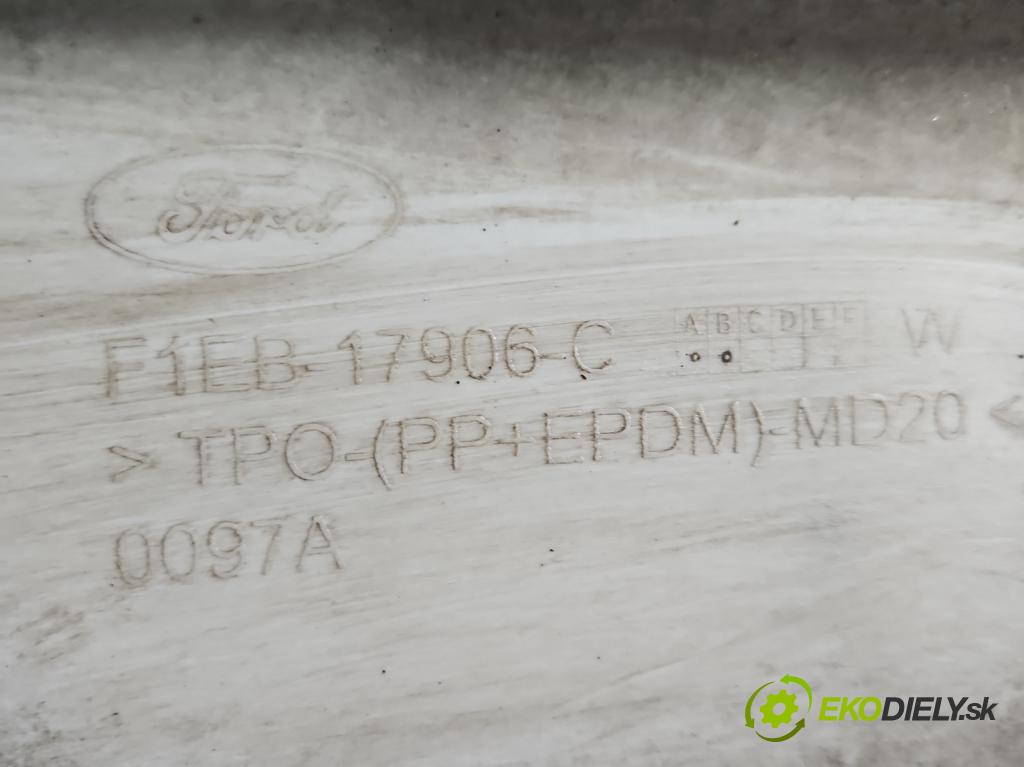 Ford
F1EB-17906-C A B C D E F W
> TPO-(PP+EPDM)-MD20 <
0097A
EKODIELY.sk